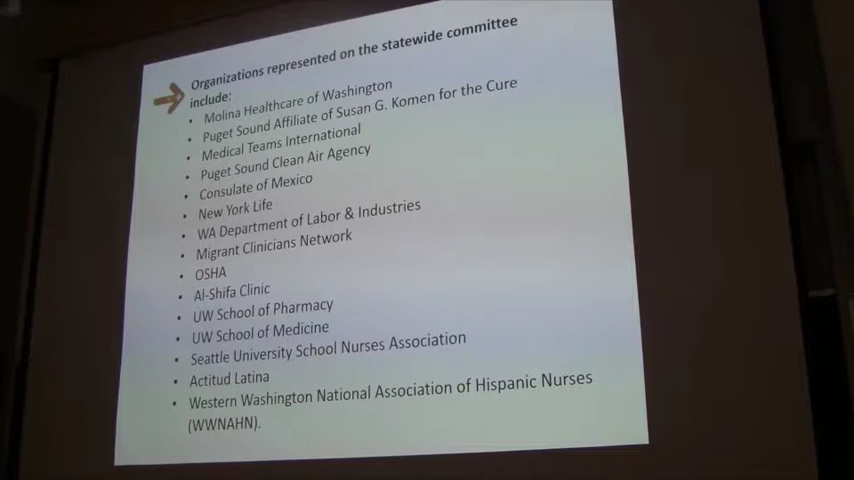 Organizations represented on the statewide committee
include:
• Molina Healthcare of Washington
• Puget Sound Affiliate of Susan G. Komen for the Cure
• Medical Teams International
• Puget Sound Clean Air Agency
• Consulate of Mexico
• New York Life
• WA Department of Labor & Industries
• Migrant Clinicians Network
• OSHA
• Al-Shifa Clinic
• UW School of Pharmacy
• UW School of Medicine
• Seattle University School Nurses Association
• Actitud Latina
• Western Washington National Association of Hispanic Nurses
(WWNAHN).